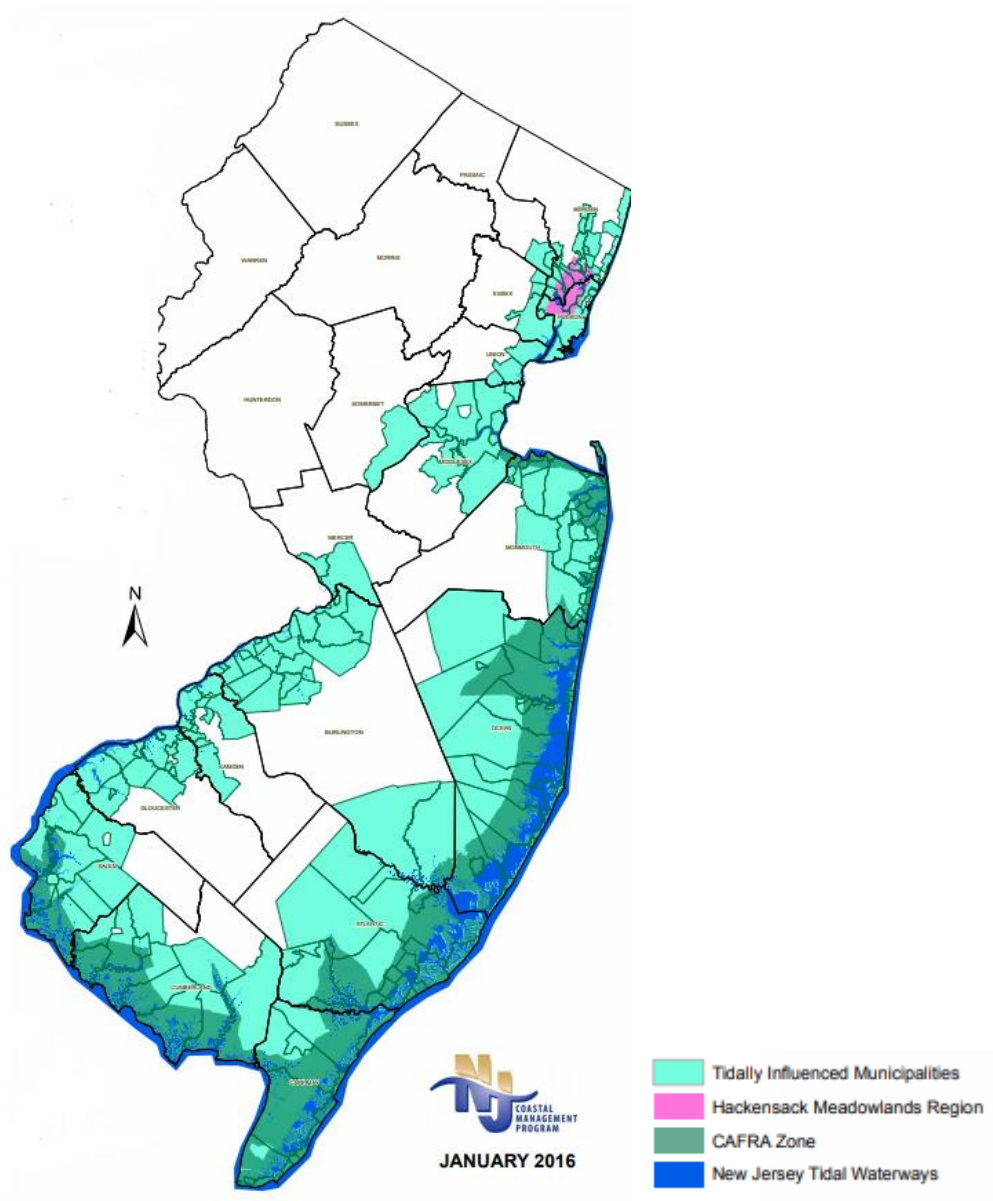 SUSSEX
PASSAIC
BERGEN
WARREN
MORRIS
ESSEX
HUDSON
UNION
HUNTERDON
SOMERSET
MIDDLESEX
MERCER
MONMOUTH
N
OCEAN
BURLINGTON
CAMDEN
GLOUCESTER
SALEM
ATLANTIC
CUMBERLAND
CAPE MAY
NJ
COASTAL
MANAGEMENT
PROGRAM
JANUARY 2016
Tidally Influenced Municipalities
Hackensack Meadowlands Region
CAFRA Zone
New Jersey Tidal Waterways